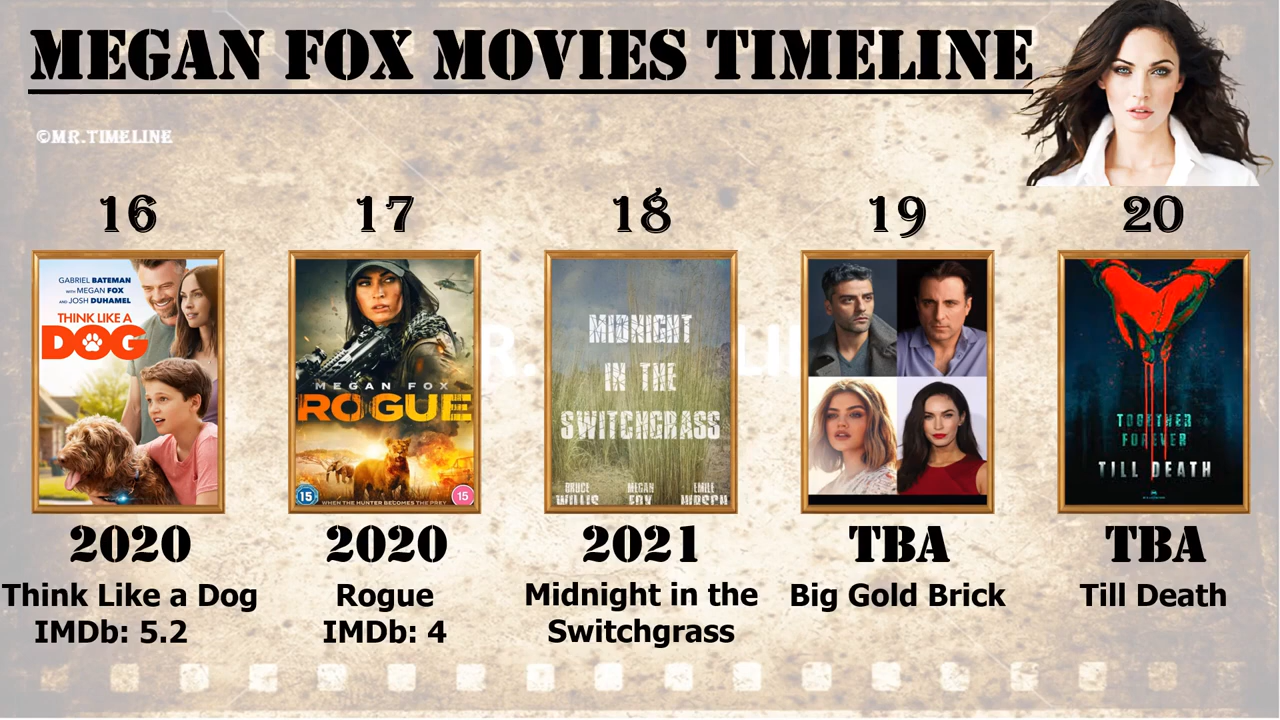 MEGAN FOX MOVIES TIMELINE
©MR.TIMELINE
16
17
18
19
20
GABRIEL BATEMAN
WITH MEGAN FOX
AND JOSH DUHAMEL
THINK LIKE A
DOG
MEGAN FOX
ROGUE
15
WHEN THE HUNTER BECOMES THE PREY
15
MIDNIGHT
IN THE
SWITCHGRASS
BRUCE WILLIS
MEGAN FOX
EMILE HIRSCH
TOGETHER
FOREVER
TILL DEATH
2020
2020
2021
TBA
TBA
Think Like a Dog
IMDb: 5.2
Rogue
IMDb: 4
Midnight in the
Switchgrass
Big Gold Brick
Till Death